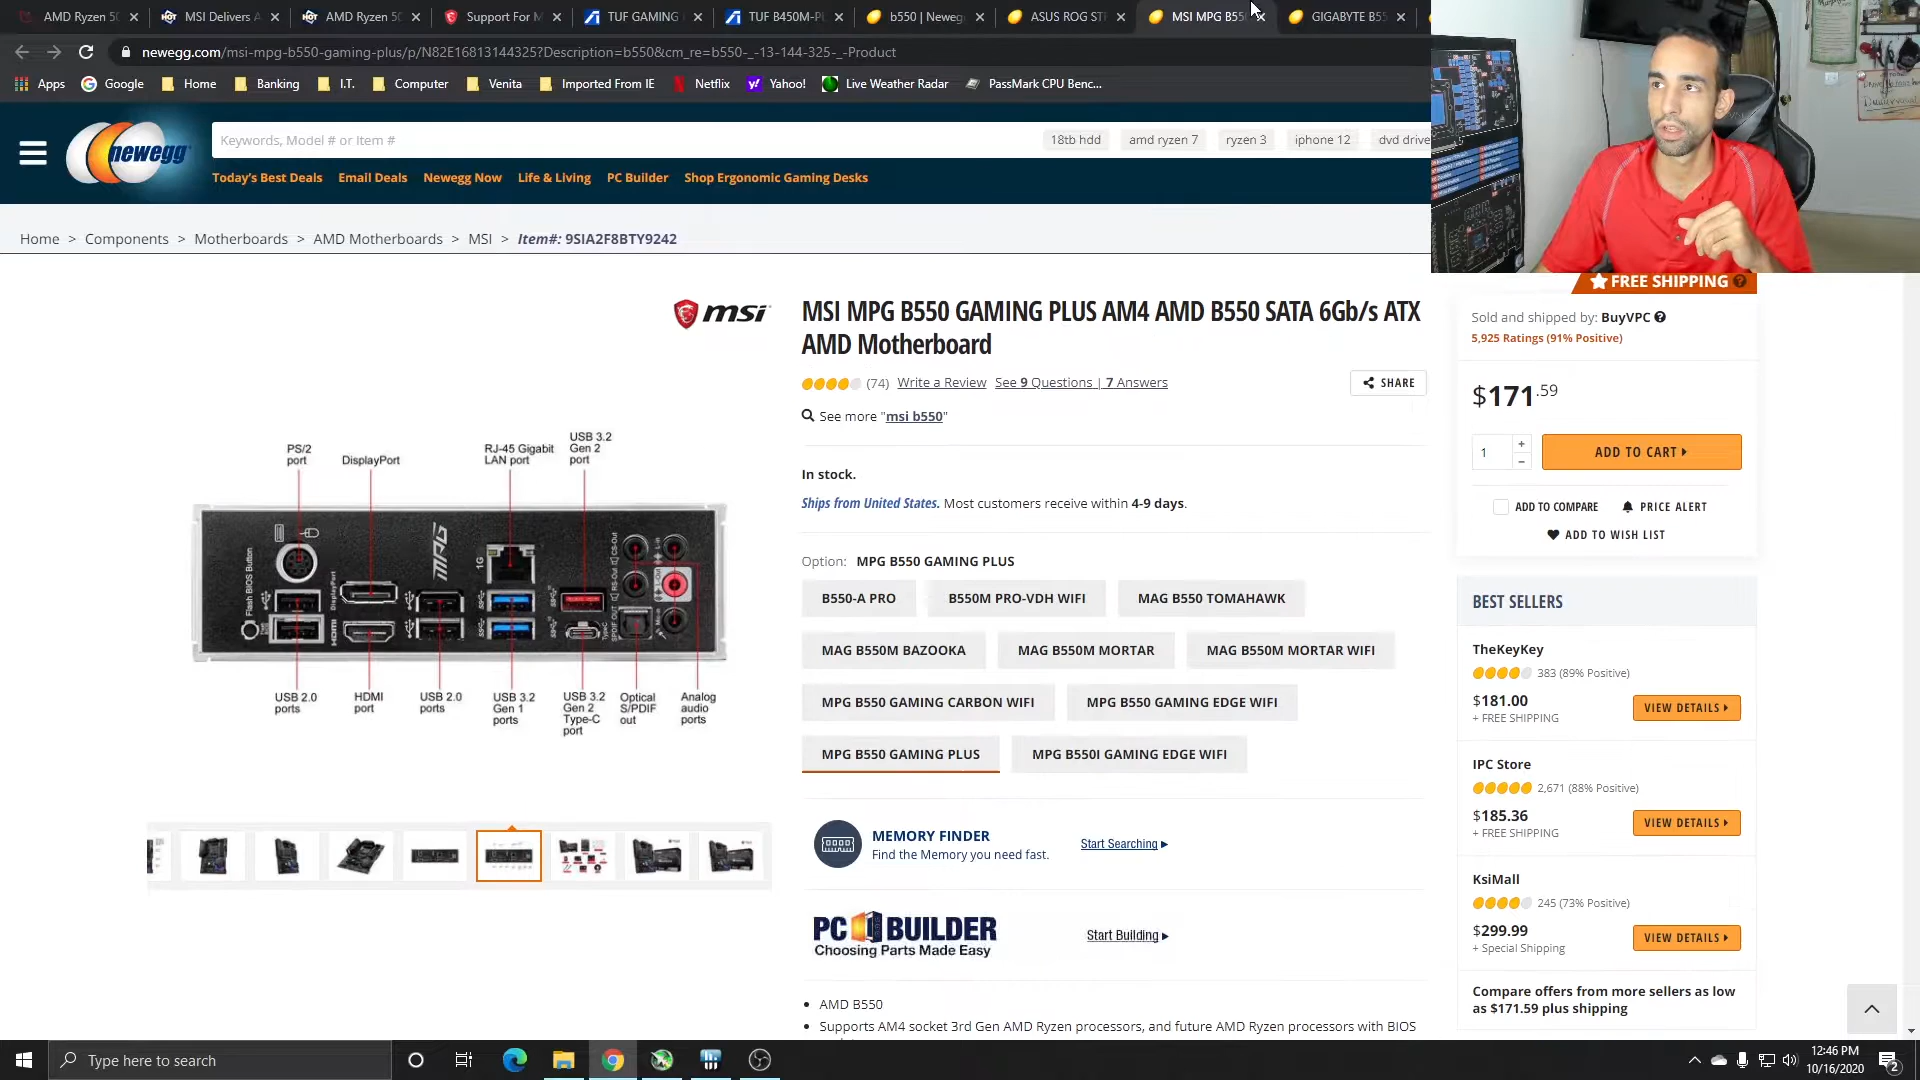 AMD Ryzen 50
MSI Delivers A
AMD Ryzen 50
Support For M
TUF GAMING
TUF B450M-PL
b550 | Neweg
ASUS ROG ST
MSI MPG B55
GIGABYTE B55
newegg.com/msi-mpg-b550-gaming-plus/p/N82E16813144325?Description=b550&cm_re=b550-_-13-144-325-_-Product
Apps
Google
Home
Banking
I.T.
Computer
Venita
Imported From IE
Netflix
Yahoo!
Live Weather Radar
PassMark CPU Benc...
newegg
Keywords, Model # or Item #
18tb hdd
amd ryzen 7
ryzen 3
iphone 12
dvd drive
Today's Best Deals
Email Deals
Newegg Now
Life & Living
PC Builder
Shop Ergonomic Gaming Desks
Home > Components > Motherboards > AMD Motherboards > MSI > Item#: 9SIA2F8BTY9242
msi
MSI MPG B550 GAMING PLUS AM4 AMD B550 SATA 6Gb/s ATX
AMD Motherboard
(74) Write a Review See 9 Questions | 7 Answers
SHARE
See more "msi b550"
In stock.
Ships from United States. Most customers receive within 4-9 days.
Option: MPG B550 GAMING PLUS
B550-A PRO
B550M PRO-VDH WIFI
MAG B550 TOMAHAWK
MAG B550M BAZOOKA
MAG B550M MORTAR
MAG B550M MORTAR WIFI
MPG B550 GAMING CARBON WIFI
MPG B550 GAMING EDGE WIFI
MPG B550 GAMING PLUS
MPG B550I GAMING EDGE WIFI
MEMORY FINDER
Find the Memory you need fast.
Start Searching
PC BUILDER
Choosing Parts Made Easy
Start Building
AMD B550
Supports AM4 socket 3rd Gen AMD Ryzen processors, and future AMD Ryzen processors with BIOS
PS/2
port
DisplayPort
RJ-45 Gigabit
LAN port
USB 3.2
Gen 2
port
Flash BIOS Button
DisplayPort
HDMI
MPG
1G
USB 2.0
ports
HDMI
port
USB 2.0
ports
USB 3.2
Gen 1
ports
USB 3.2
Gen 2
Type-C
port
Optical
S/PDIF
out
Analog
audio
ports
FREE SHIPPING
Sold and shipped by: BuyVPC
5,925 Ratings (91% Positive)
$171.59
1
+
−
ADD TO CART
ADD TO COMPARE
PRICE ALERT
ADD TO WISH LIST
BEST SELLERS
TheKeyKey
383 (89% Positive)
$181.00
+ FREE SHIPPING
VIEW DETAILS
IPC Store
2,671 (88% Positive)
$185.36
+ FREE SHIPPING
VIEW DETAILS
KsiMall
245 (73% Positive)
$299.99
+ Special Shipping
VIEW DETAILS
Compare offers from more sellers as low
as $171.59 plus shipping
Type here to search
12:46 PM
10/16/2020
2